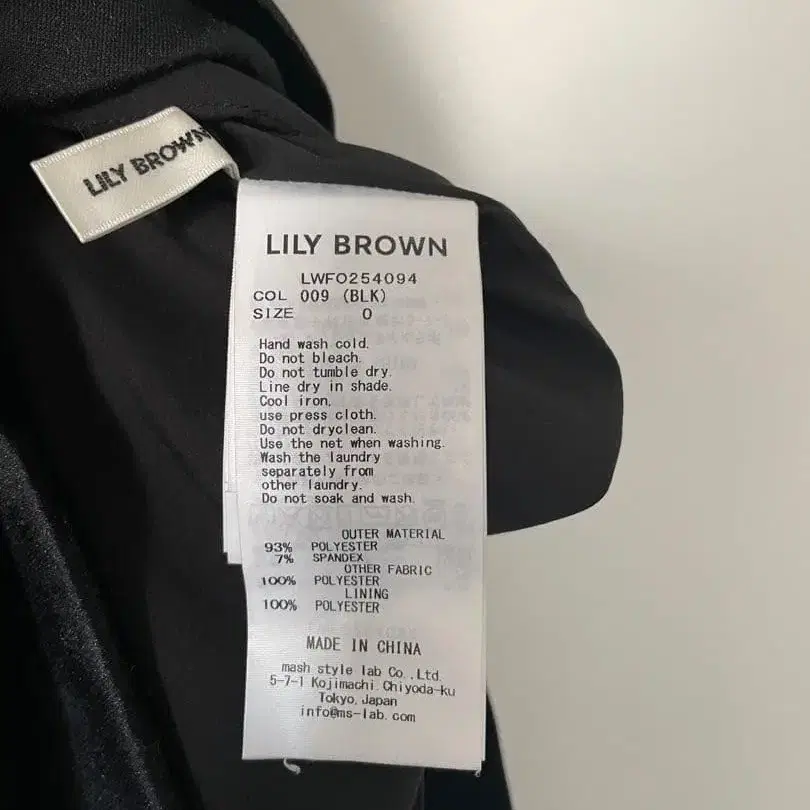 LILY BROWN
LILY BROWN
LWFO254094
COL 009 (BLK)
SIZE 0
Hand wash cold.
Do not bleach.
Do not tumble dry.
Line dry in shade.
Cool iron,
use press cloth.
Do not dryclean.
Use the net when washing.
Wash the laundry
separately from
other laundry.
Do not soak and wash.
OUTER MATERIAL
93% POLYESTER
7% SPANDEX
OTHER FABRIC
100% POLYESTER
LINING
100% POLYESTER
MADE IN CHINA
mash style lab Co.,Ltd.
5-7-1 Kojimachi Chiyoda-ku
Tokyo, Japan
info@ms-lab.com